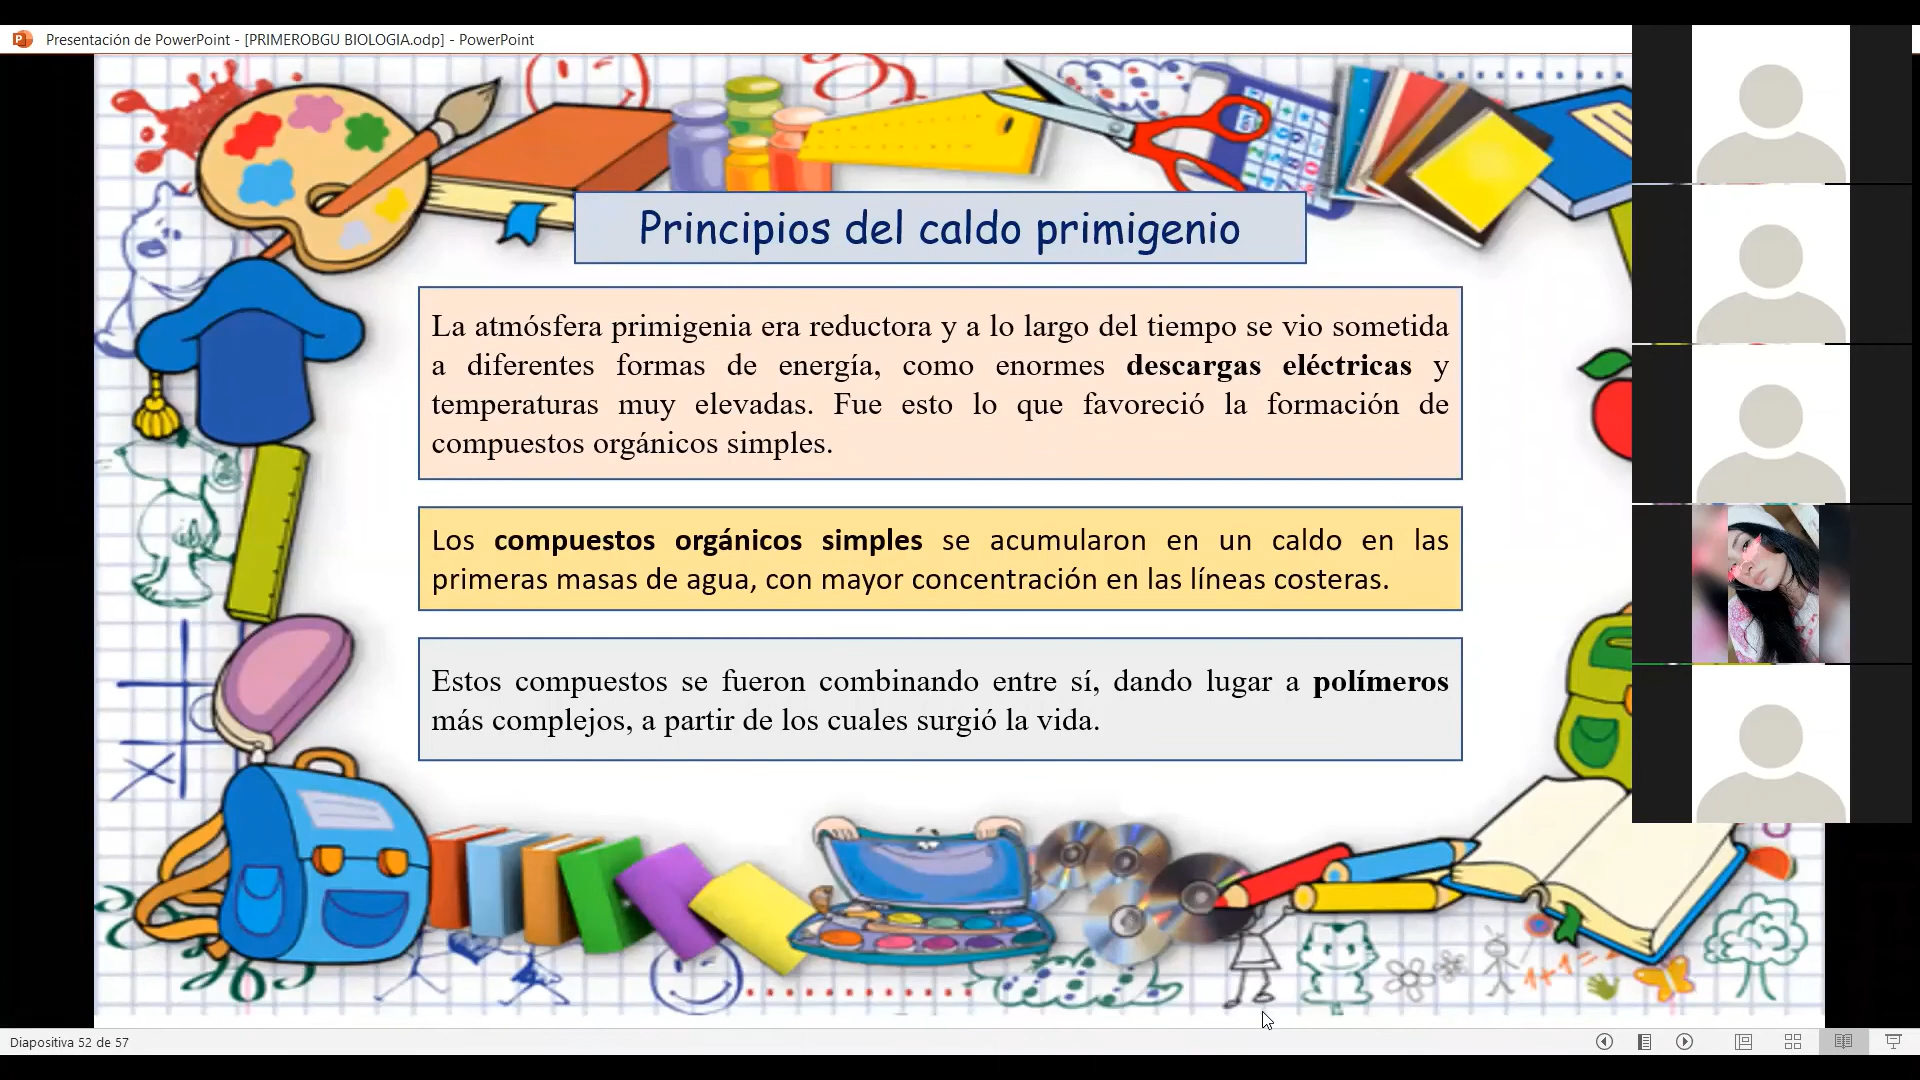 Presentación de PowerPoint - [PRIMEROBGU BIOLOGIA.odp] - PowerPoint
Principios del caldo primigenio
La atmósfera primigenia era reductora y a lo largo del tiempo se vio sometida
a diferentes formas de energía, como enormes descargas eléctricas y
temperaturas muy elevadas. Fue esto lo que favoreció la formación de
compuestos orgánicos simples.
Los compuestos orgánicos simples se acumularon en un caldo en las
primeras masas de agua, con mayor concentración en las líneas costeras.
Estos compuestos se fueron combinando entre sí, dando lugar a polímeros
más complejos, a partir de los cuales surgió la vida.
1+1=
Diapositiva 52 de 57